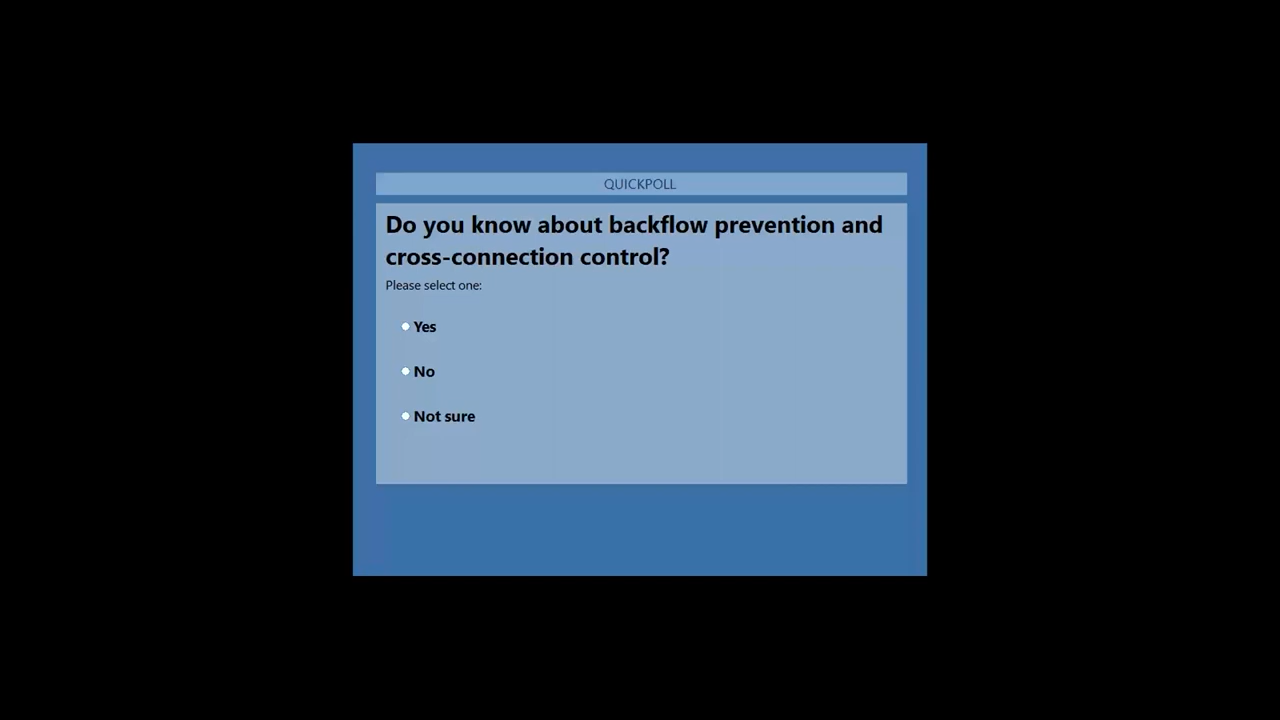 QUICKPOLL
Do you know about backflow prevention and
cross-connection control?
Please select one:
Yes
No
Not sure